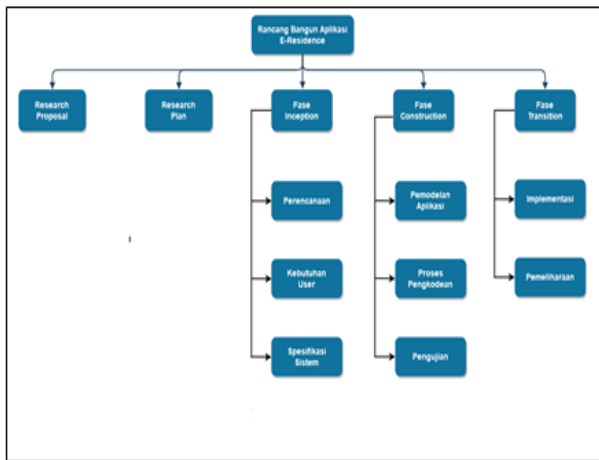 Rancang Bangun Aplikasi
E-Residence
Research
Proposal
Research
Plan
Fase
Inception
Fase
Construction
Fase
Transition
Perencanaan
Kebutuhan
User
Spesifikasi
Sistem
Pemodelan
Aplikasi
Proses
Pengkodean
Pengujian
Implementasi
Pemeliharaan